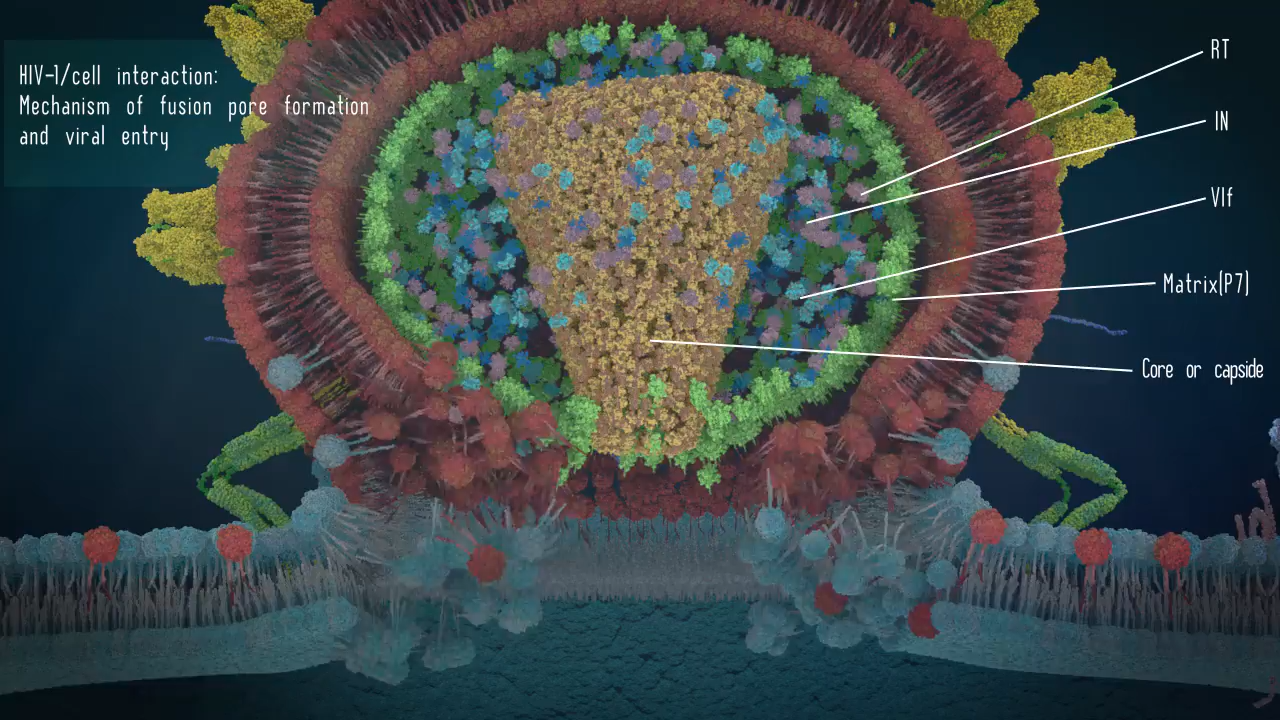 HIV-1/cell interaction:
Mechanism of fusion pore formation
and viral entry
RT
IN
VIf
Matrix(P7)
Core or capside